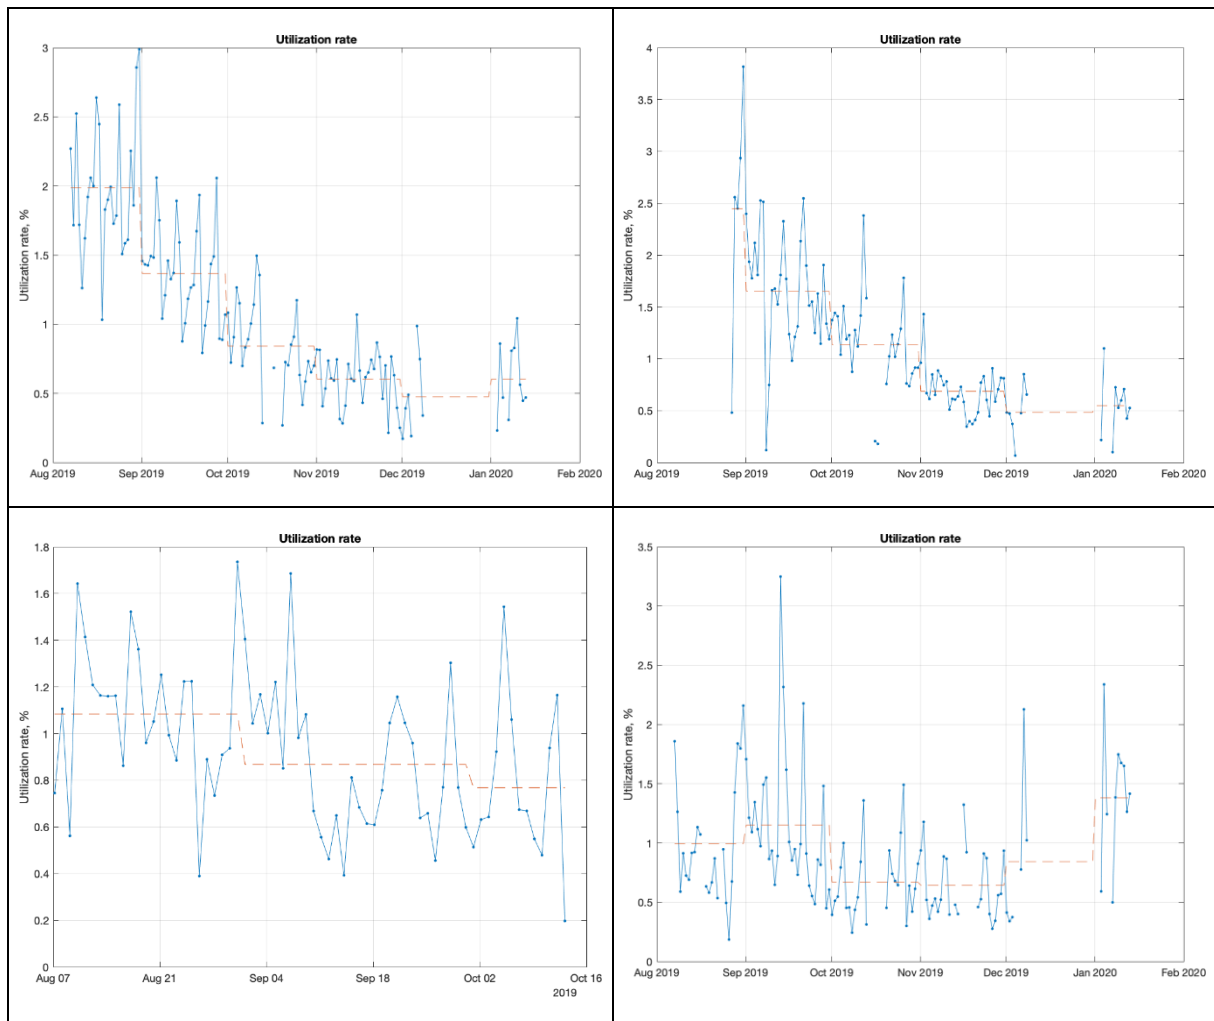 Utilization rate
Utilization rate, %
3
2.5
2
1.5
1
0.5
0
Aug 2019 Sep 2019 Oct 2019 Nov 2019 Dec 2019 Jan 2020 Feb 2020
Utilization rate
Utilization rate, %
4
3.5
3
2.5
2
1.5
1
0.5
0
Aug 2019 Sep 2019 Oct 2019 Nov 2019 Dec 2019 Jan 2020 Feb 2020
Utilization rate
Utilization rate, %
1.8
1.6
1.4
1.2
1
0.8
0.6
0.4
0.2
0
Aug 07 Aug 21 Sep 04 Sep 18 Oct 02 Oct 16
2019
Utilization rate
Utilization rate, %
3.5
3
2.5
2
1.5
1
0.5
0
Aug 2019 Sep 2019 Oct 2019 Nov 2019 Dec 2019 Jan 2020 Feb 2020